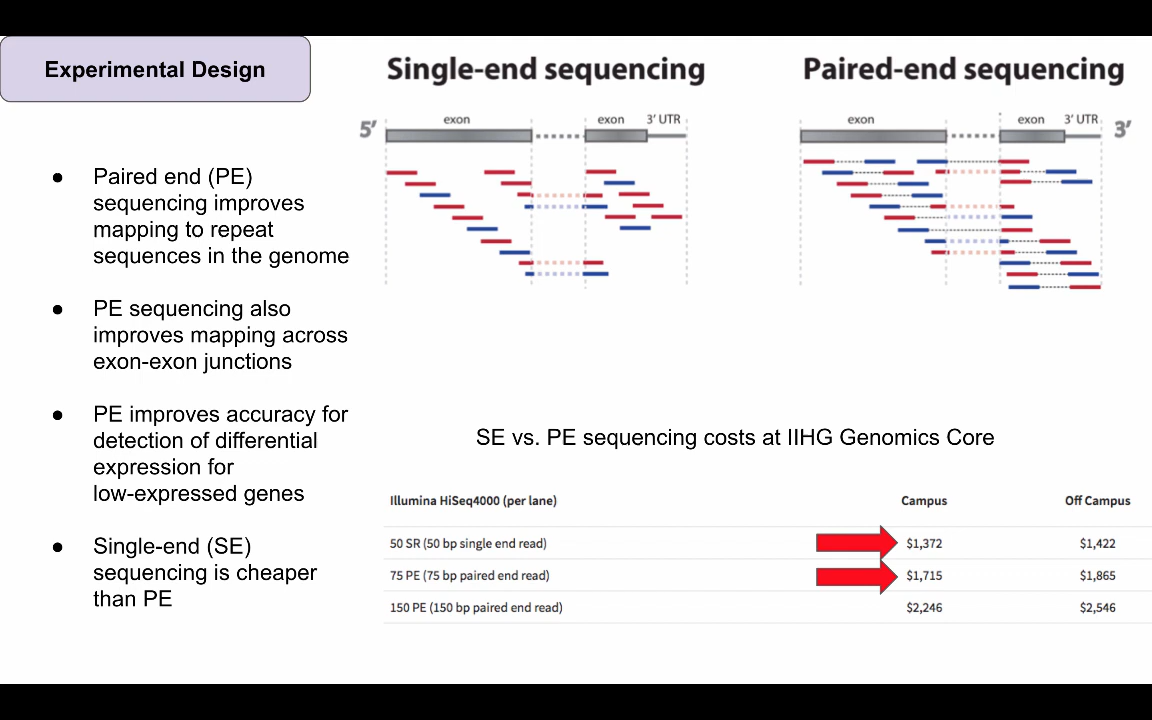 Experimental Design
● Paired end (PE)
sequencing improves
mapping to repeat
sequences in the genome
● PE sequencing also
improves mapping across
exon-exon junctions
● PE improves accuracy for
detection of differential
expression for
low-expressed genes
● Single-end (SE)
sequencing is cheaper
than PE
Single-end sequencing
5’ exon exon 3’ UTR
Paired-end sequencing
exon exon 3’ UTR 3’
SE vs. PE sequencing costs at IIHG Genomics Core
Illumina HiSeq4000 (per lane) Campus Off Campus
50 SR (50 bp single end read) $1,372 $1,422
75 PE (75 bp paired end read) $1,715 $1,865
150 PE (150 bp paired end read) $2,246 $2,546